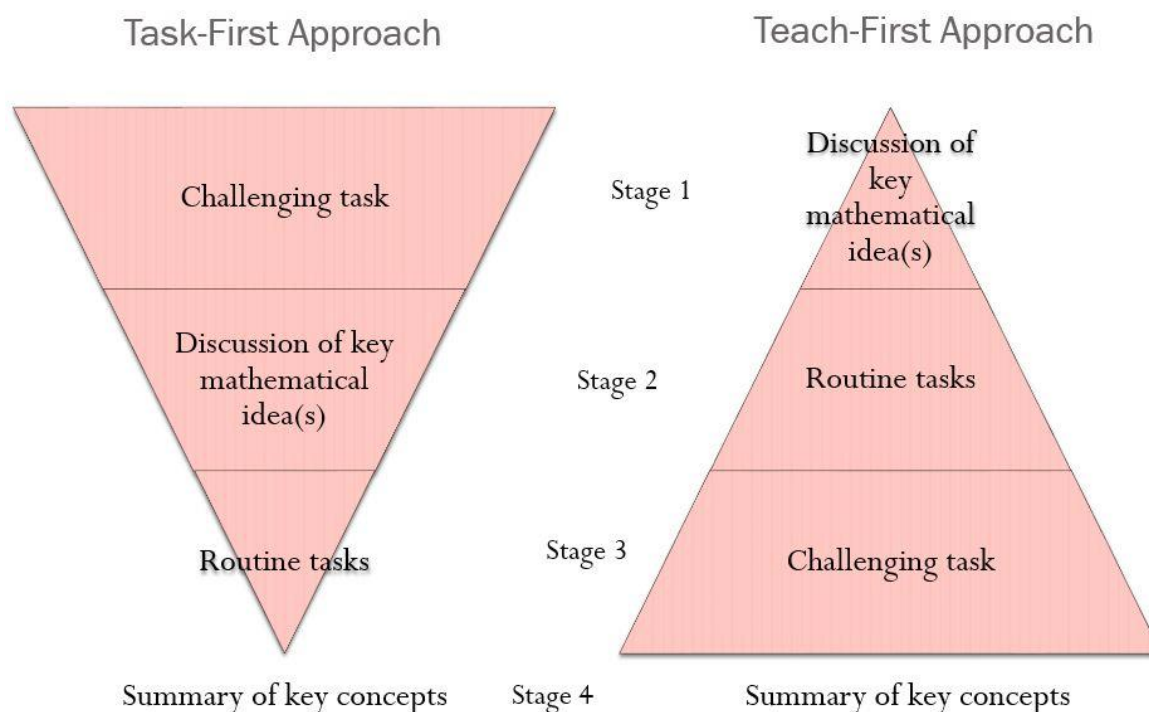 Task-First Approach
Teach-First Approach
Challenging task
Stage 1
Discussion of
key
mathematical
idea(s)
Discussion of key
mathematical
idea(s)
Stage 2
Routine tasks
Routine tasks
Stage 3
Challenging task
Summary of key concepts
Stage 4
Summary of key concepts